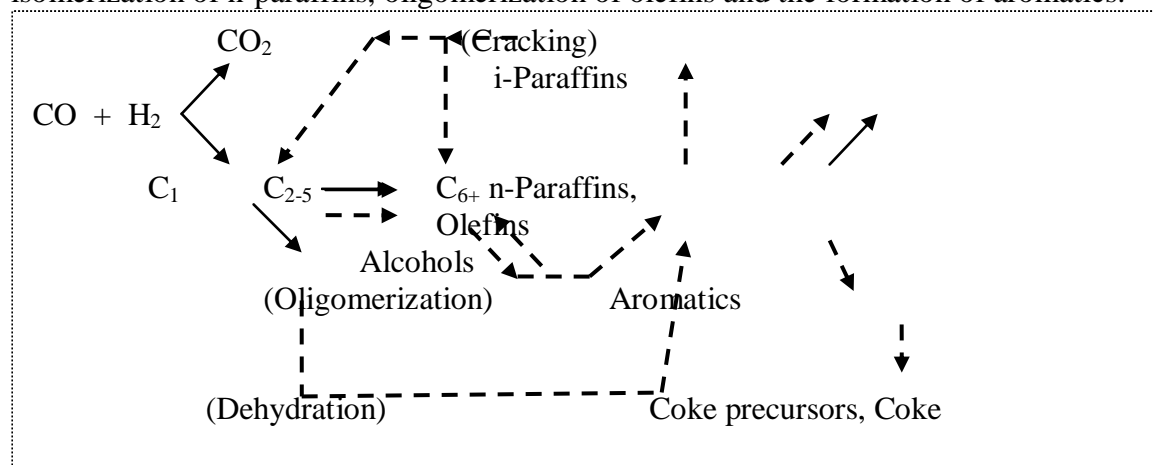 isomerization of n-paraffins, oligomerization of olefins and the formation of aromatics.
CO₂ (Cracking)
i-Paraffins
CO + H₂
C₁ C₂₋₅ C₆₊ n-Paraffins,
Olefins
Alcohols
(Oligomerization) Aromatics
(Dehydration) Coke precursors, Coke